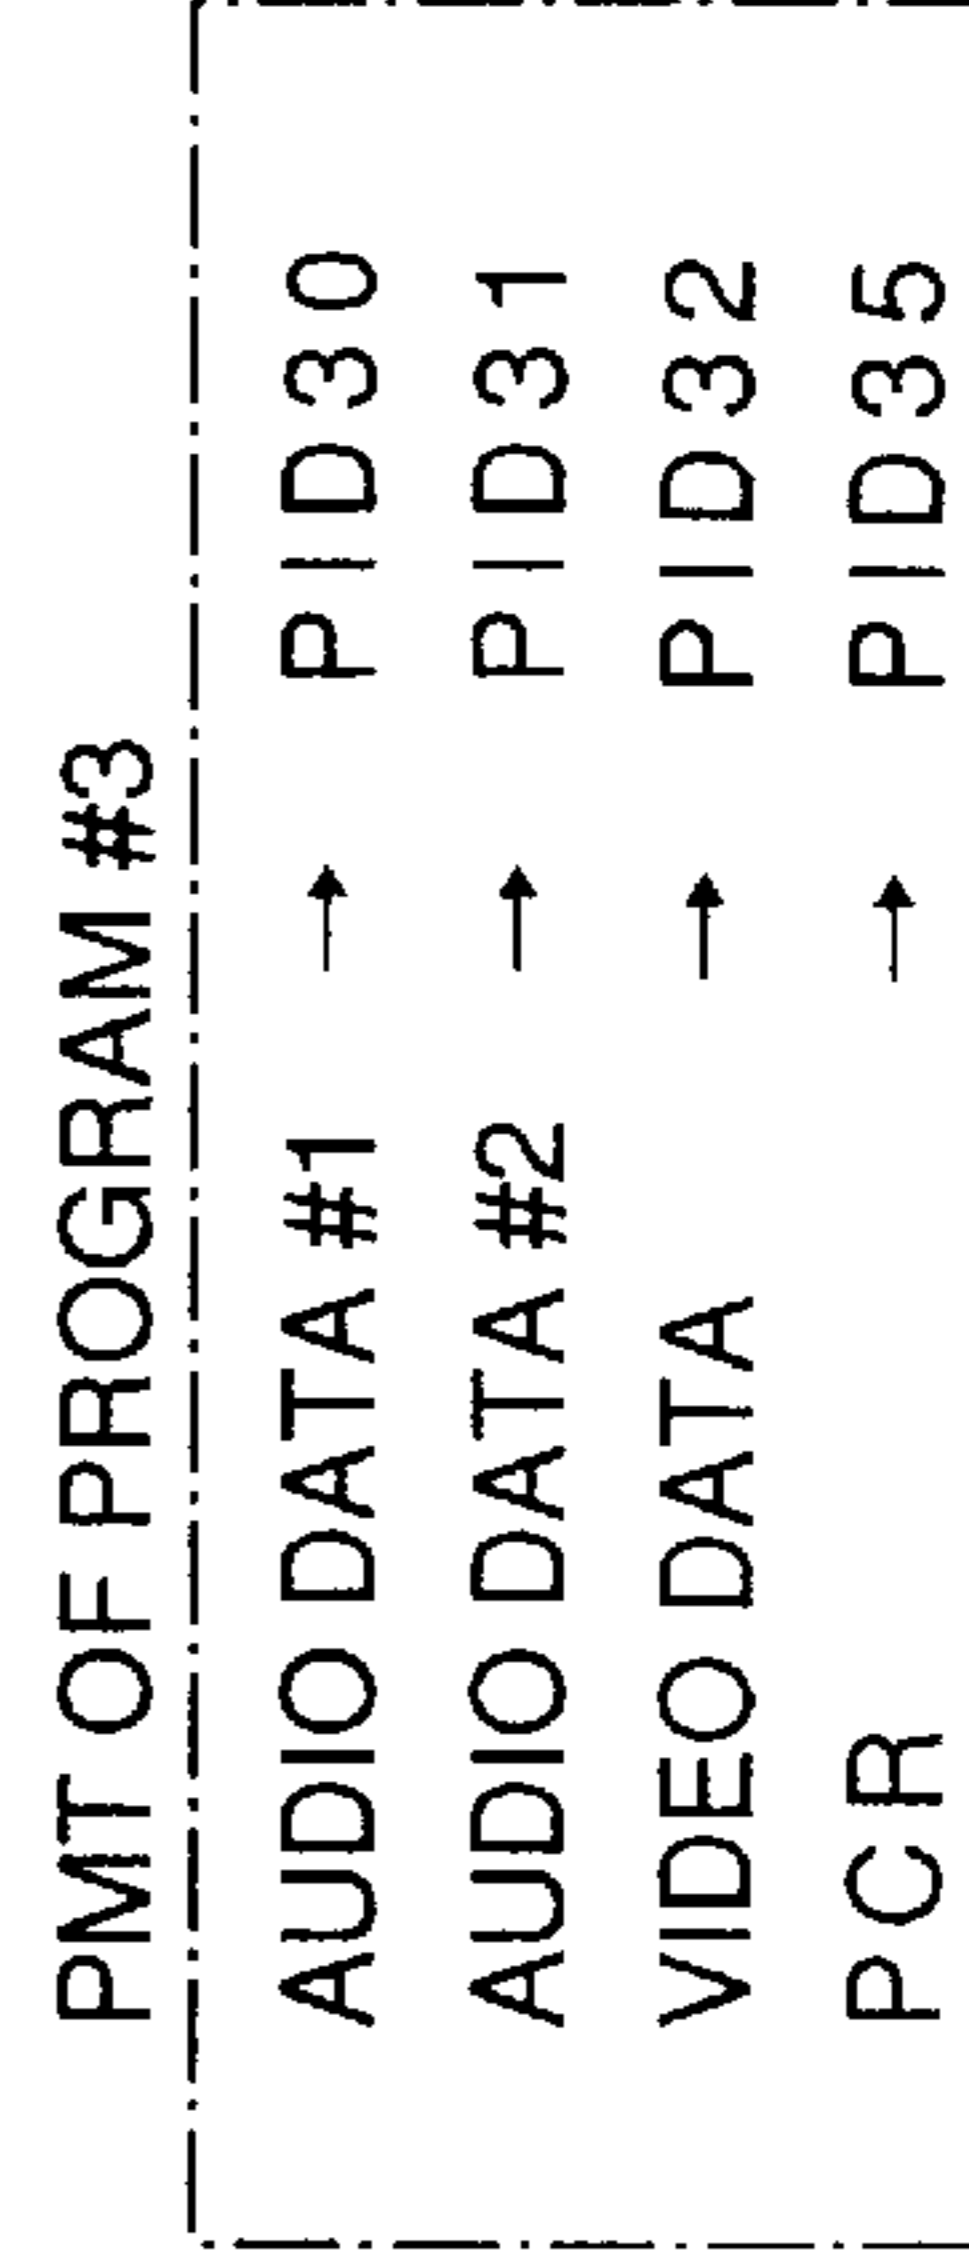 PMT OF PROGRAM #3
AUDIO DATA #1 → PID30
AUDIO DATA #2 → PID31
VIDEO DATA → PID32
PCR → PID35